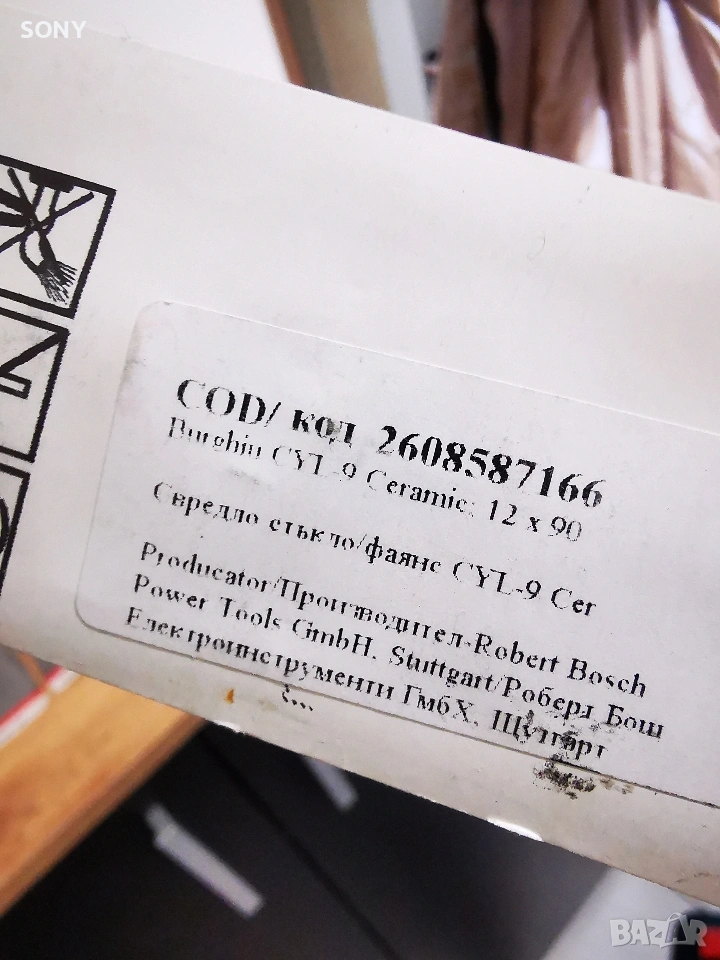 SONY
COD/ код 2608587166
Burghiu CYL-9 Ceramic; 12 x 90
Свредло стъкло/фаянс CYL-9 Cer
Producator/Производител-Robert Bosch
Power Tools GmbH, Stuttgart/Роберт Бош
Електроинструменти ГмбХ, Щутгарт
BAZAR